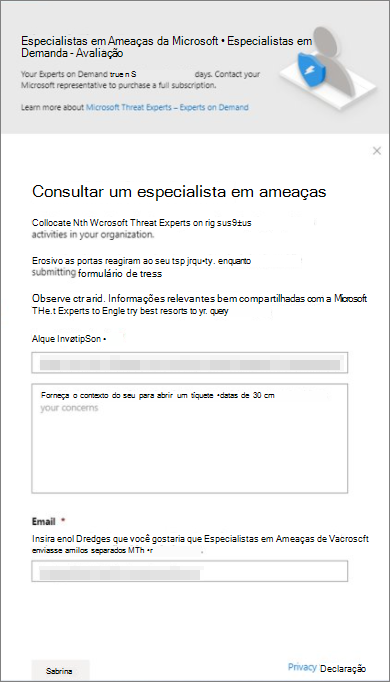 Especialistas em Ameaças da Microsoft • Especialistas em
Demanda - Avaliação
Your Experts on Demand true n S days. Contact your
Microsoft representative to purchase a full subscription.
Learn more about Microsoft Threat Experts – Experts on Demand
Consultar um especialista em ameaças
Collocate Nth Wcrosoft Threat Experts on rig sus9±us
activities in your organization.
Erosivo as portas reagiram ao seu tsp jrqu•ty. enquanto
submitting formulário de tress
Observe ctr arid. Informações relevantes bem compartilhadas com a Microsoft
THe.t Experts to Engle try best resorts to yr. query
Alque InvøtipSon •
Forneça o contexto do seu para abrir um tíquete •datas de 30 cm
your concerns
Email *
Insira enol Dredges que você gostaria que Especialistas em Ameaças de Vacrosoft
enviasse amilos separados MTh •r
Sabrina
Privacy Declaração